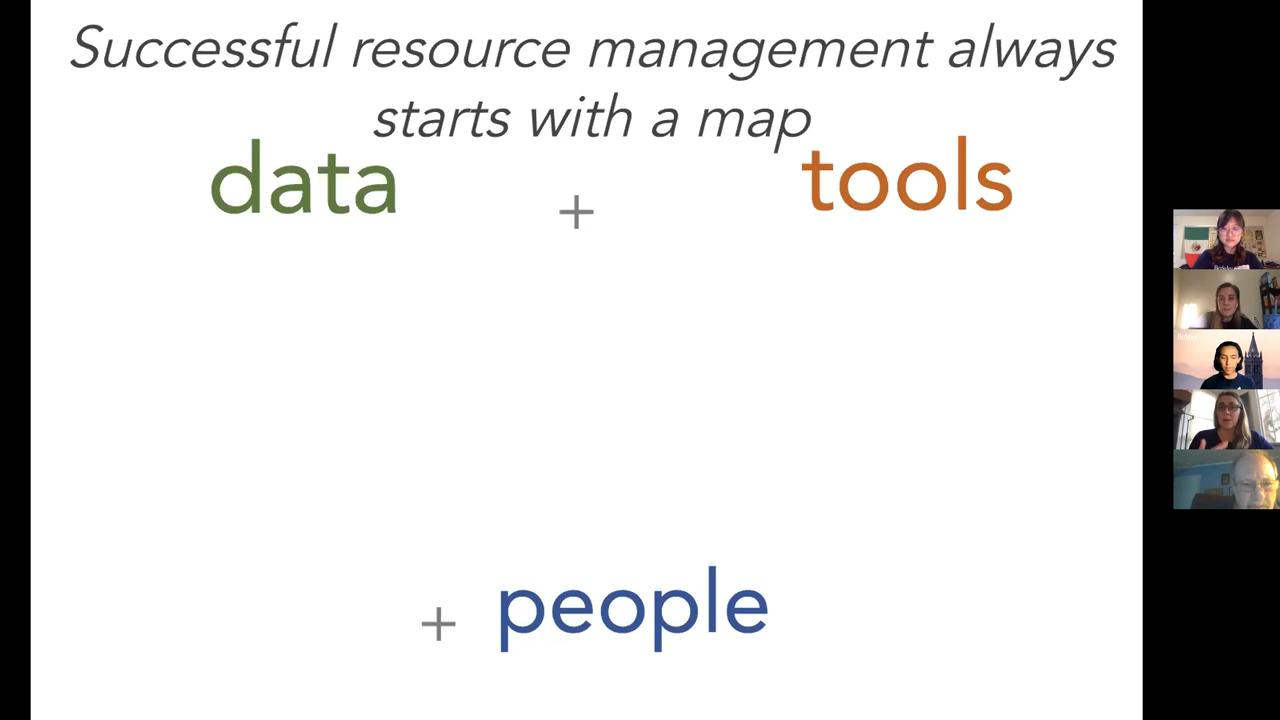 Successful resource management always
starts with a map
data + tools
+ people